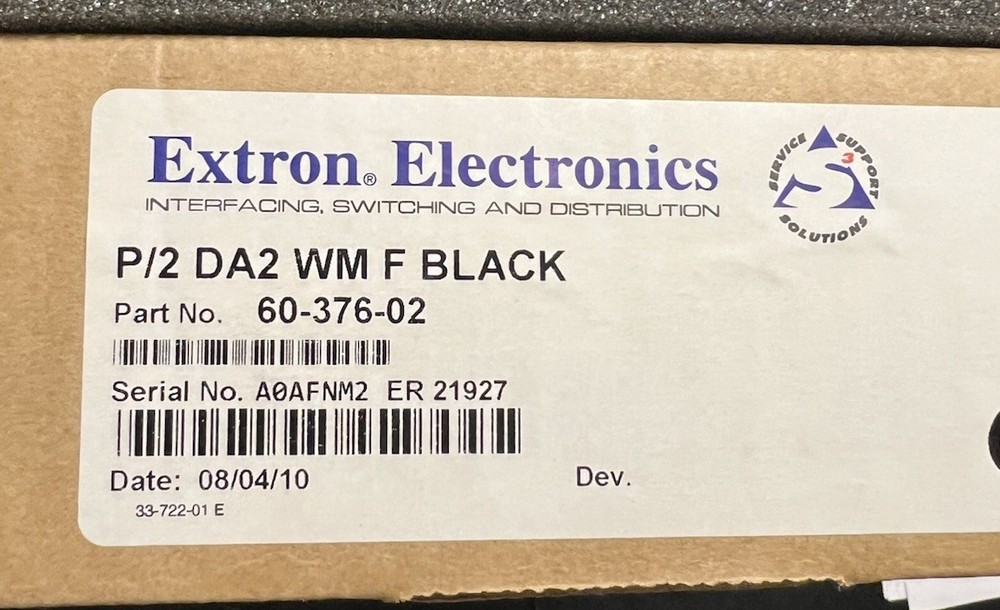 Extron® Electronics
INTERFACING, SWITCHING AND DISTRIBUTION
SERVICE SUPPORT SOLUTIONS
S3
P/2 DA2 WM F BLACK
Part No. 60-376-02
Serial No. A0AFNM2 ER 21927
Date: 08/04/10 Dev.
33-722-01 E